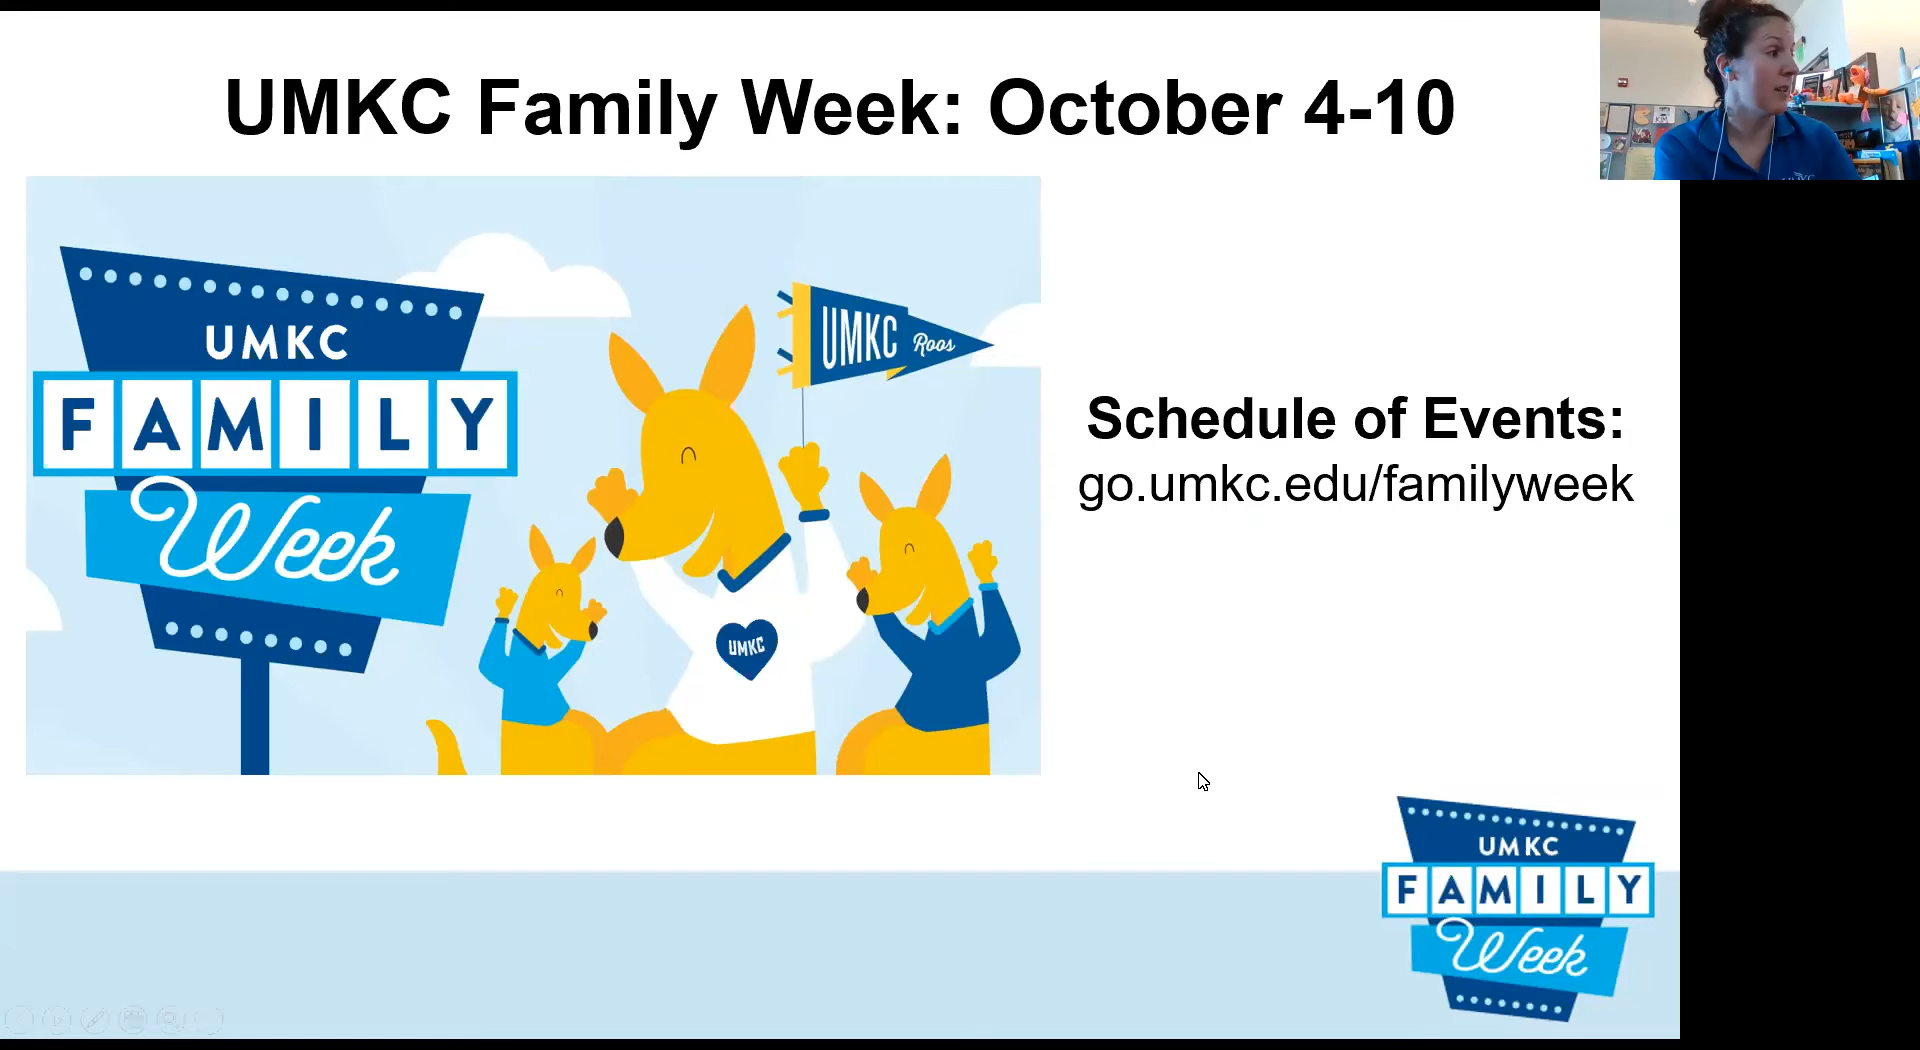 UMKC Family Week: October 4-10
UMKC
FAMILY
Week
UMKC Roos
UMKC
Schedule of Events:
go.umkc.edu/familyweek
UMKC
FAMILY
Week
UMKC